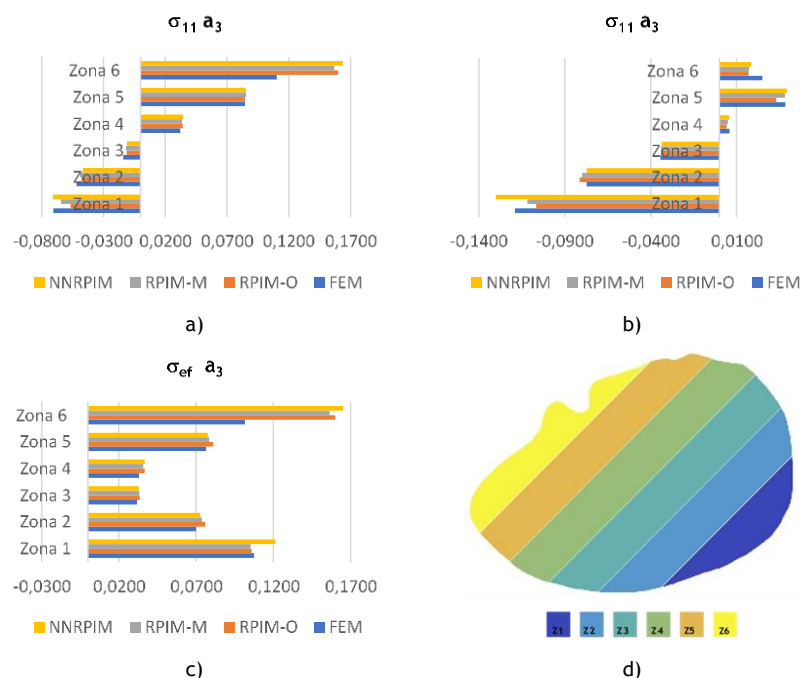 σ11 a3
Zona 6
Zona 5
Zona 4
Zona 3
Zona 2
Zona 1
-0,0800 -0,0300 0,0200 0,0700 0,1200 0,1700
NNRPIM RPIM-M RPIM-O FEM
a)
σ11 a3
Zona 6
Zona 5
Zona 4
Zona 3
Zona 2
Zona 1
-0,1400 -0,0900 -0,0400 0,0100
NNRPIM RPIM-M RPIM-O FEM
b)
σef a3
Zona 6
Zona 5
Zona 4
Zona 3
Zona 2
Zona 1
-0,0300 0,0200 0,0700 0,1200 0,1700
NNRPIM RPIM-M RPIM-O FEM
c)
Z1 Z2 Z3 Z4 Z5 Z6
d)